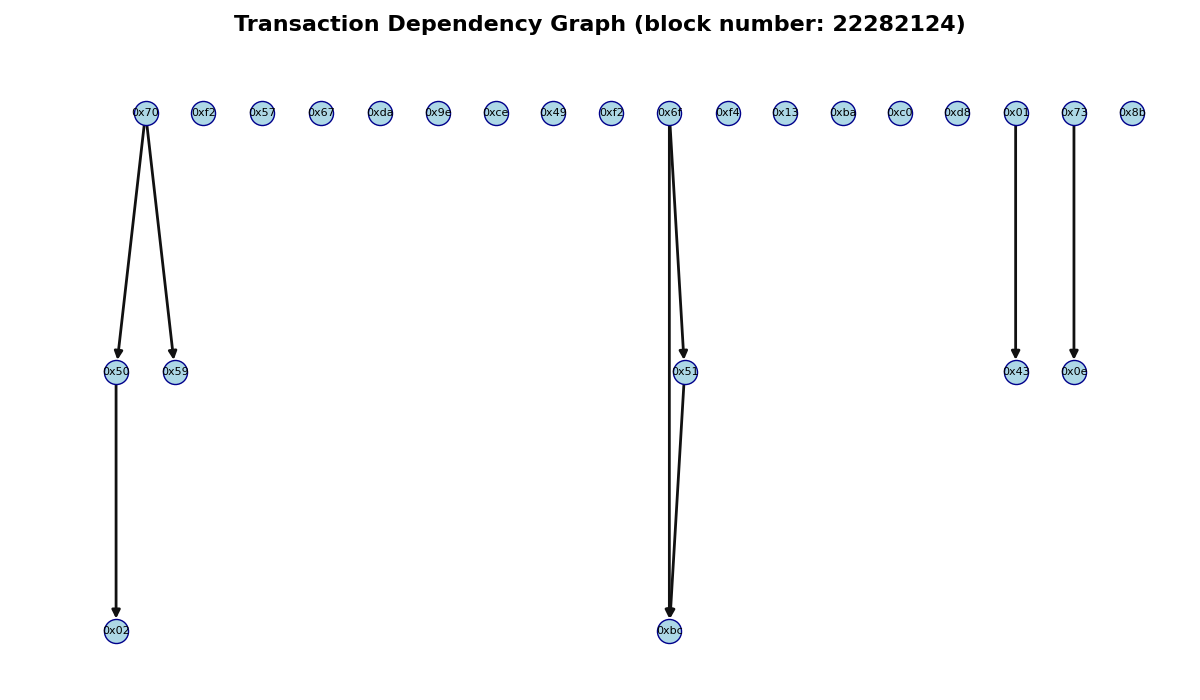 Transaction Dependency Graph (block number: 22282124)
0x70 0xf2 0x57 0x67 0xda 0x9e 0xce 0x49 0xf2 0x6f 0xf4 0x13 0xba 0xc0 0xd8 0x01 0x73 0x8b
0x50 0x59 0x51 0x43 0x0e
0x02 0xbc